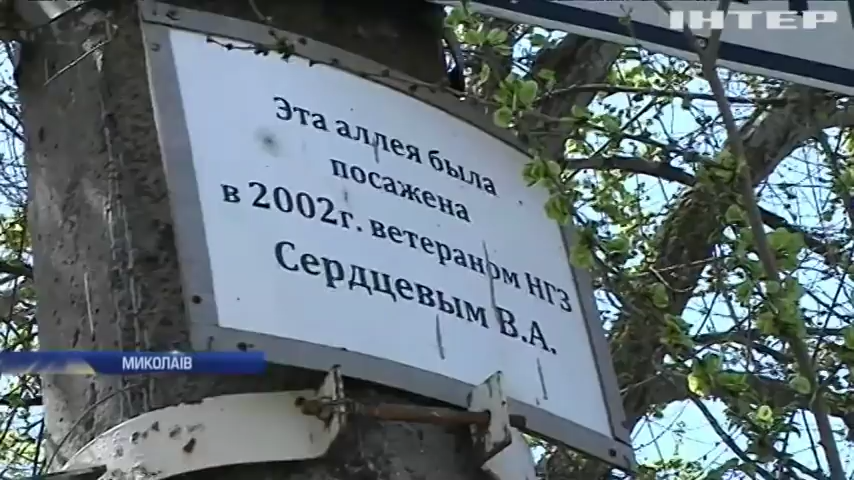 ІНТЕР
Эта аллея была
посажена
в 2002г. ветераном НГЗ
Сердцевым В.А.
МИКОЛАЇВ